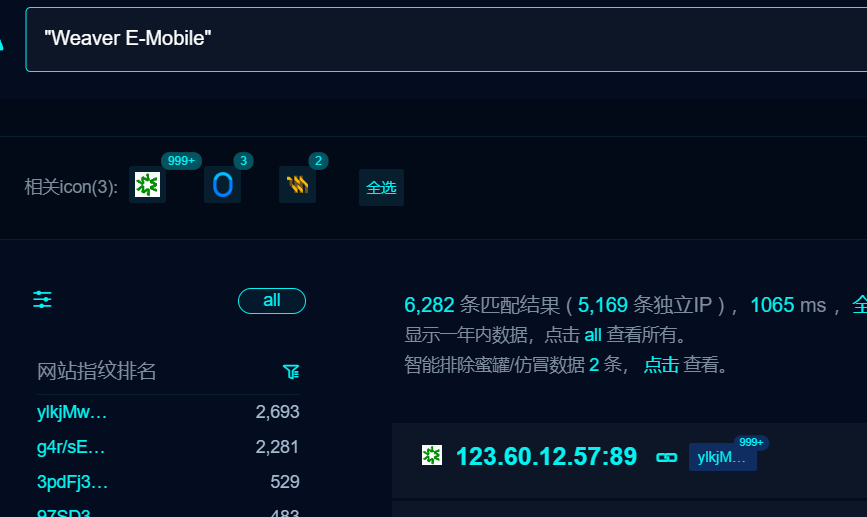 "Weaver E-Mobile"
相关icon(3):
999+
3
2
全选
all
6,282 条匹配结果 ( 5,169 条独立IP ) ,  1065 ms ,
显示一年内数据，点击 all 查看所有。
智能排除蜜罐/仿冒数据 2 条， 点击 查看。
网站指纹排名
ylkjMw... 2,693
g4r/sE... 2,281
3pdFj3... 529
97SD3 483
123.60.12.57:89
ylkjM...
999+